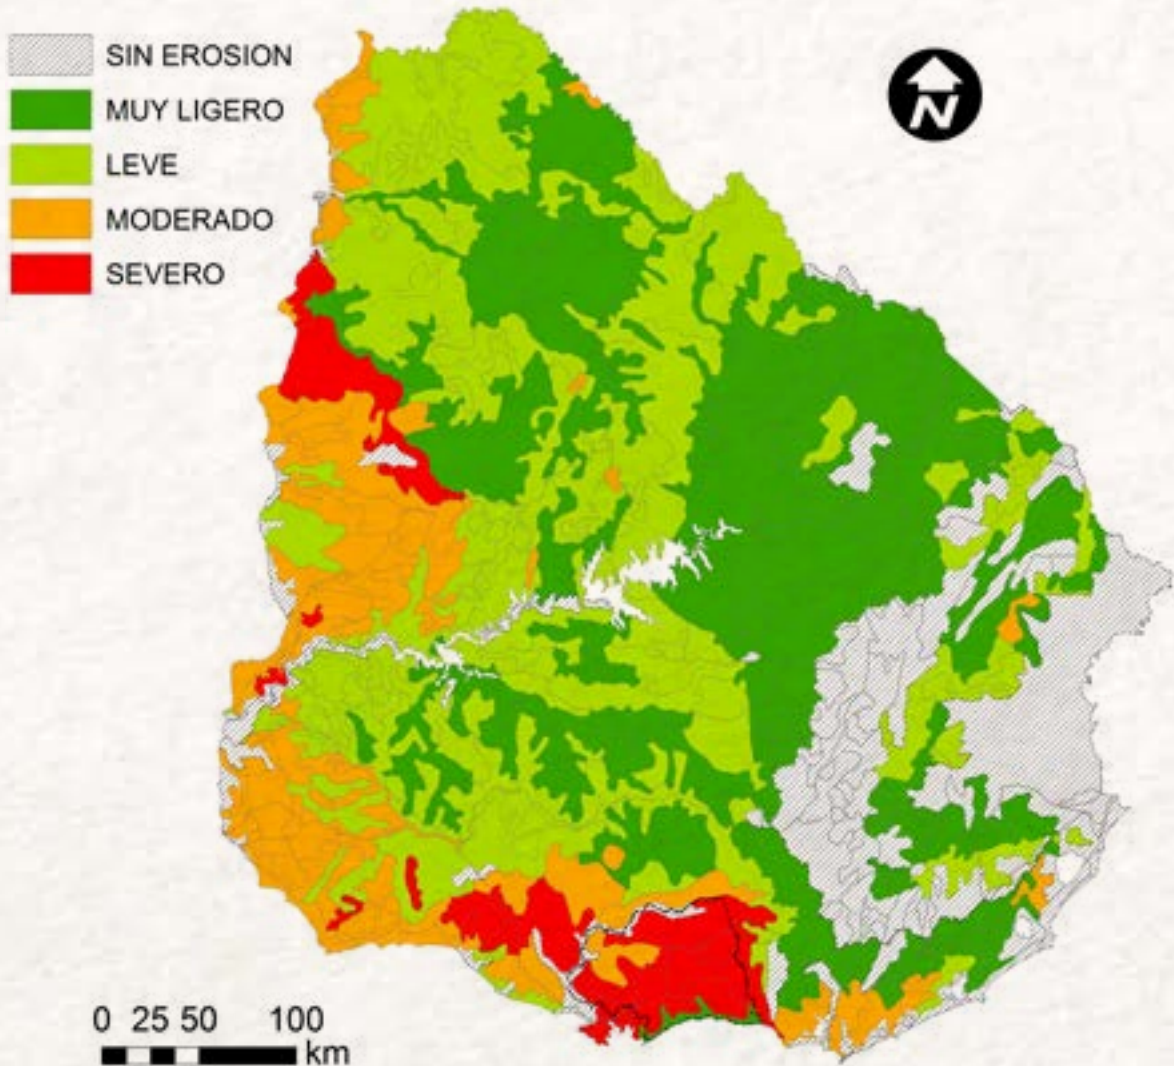 SIN EROSION
MUY LIGERO
LEVE
MODERADO
SEVERO
N
0 25 50 100
km